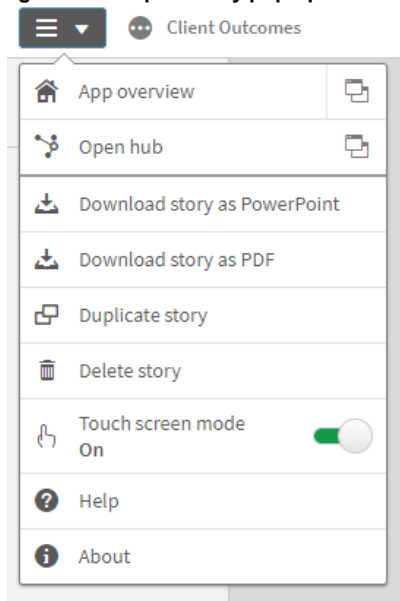 Client Outcomes
App overview
Open hub
Download story as PowerPoint
Download story as PDF
Duplicate story
Delete story
Touch screen mode
On
Help
About